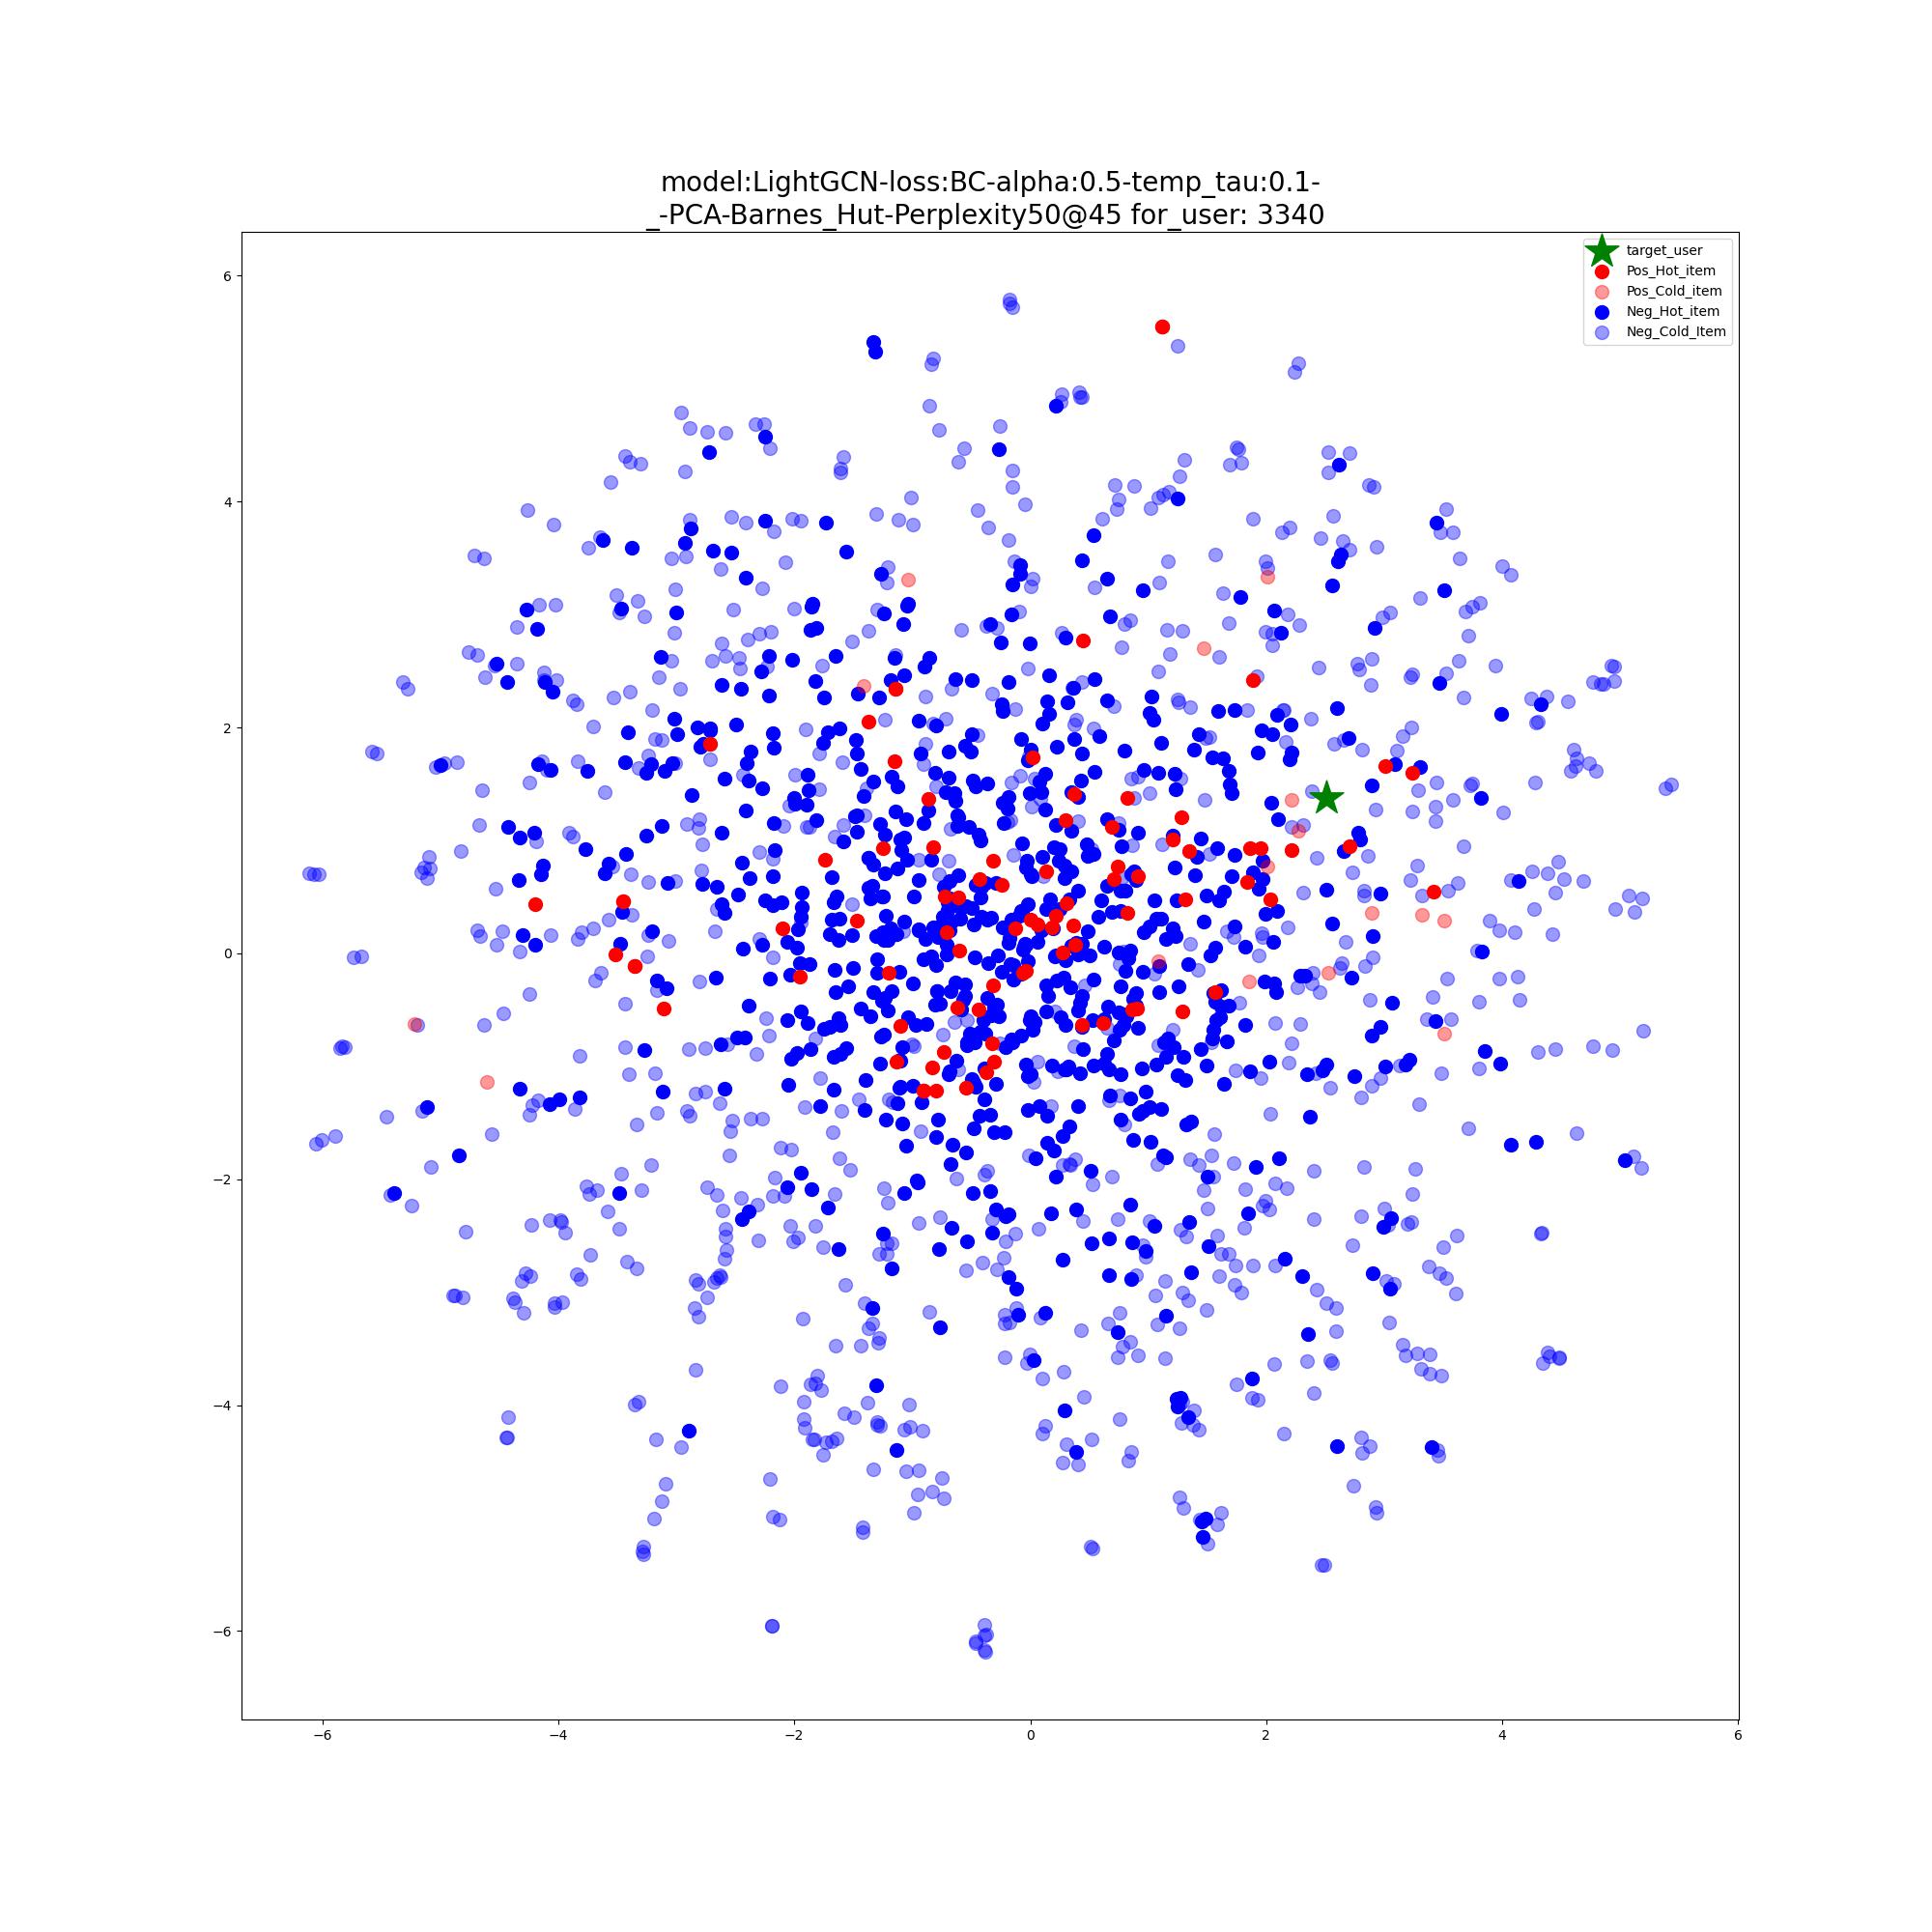 model:LightGCN-loss:BC-alpha:0.5-temp_tau:0.1-
_-PCA-Barnes_Hut-Perplexity50@45 for_user: 3340
target_user
Pos_Hot_item
Pos_Cold_item
Neg_Hot_item
Neg_Cold_Item
6
4
2
0
−2
−4
−6
−6 −4 −2 0 2 4 6